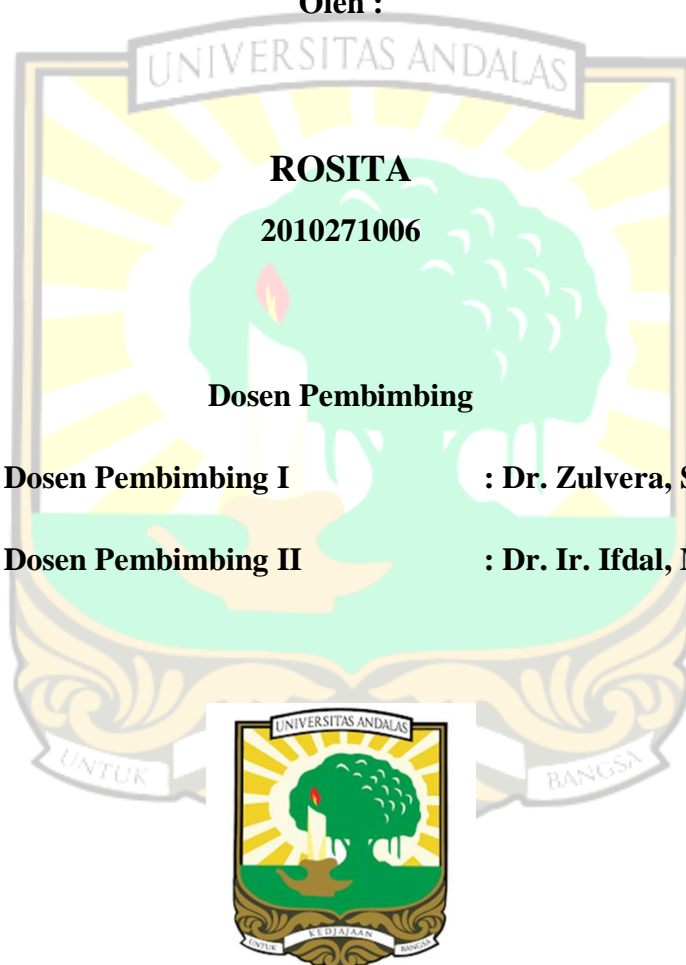 Oleh :
UNIVERSITAS ANDALAS
ROSITA
2010271006
Dosen Pembimbing
Dosen Pembimbing I : Dr. Zulvera,
Dosen Pembimbing II : Dr. Ir. Ifdal,
UNTUK BANGSA
UNIVERSITAS ANDALAS
KEDJAJAAN
UNTUK BANGSA